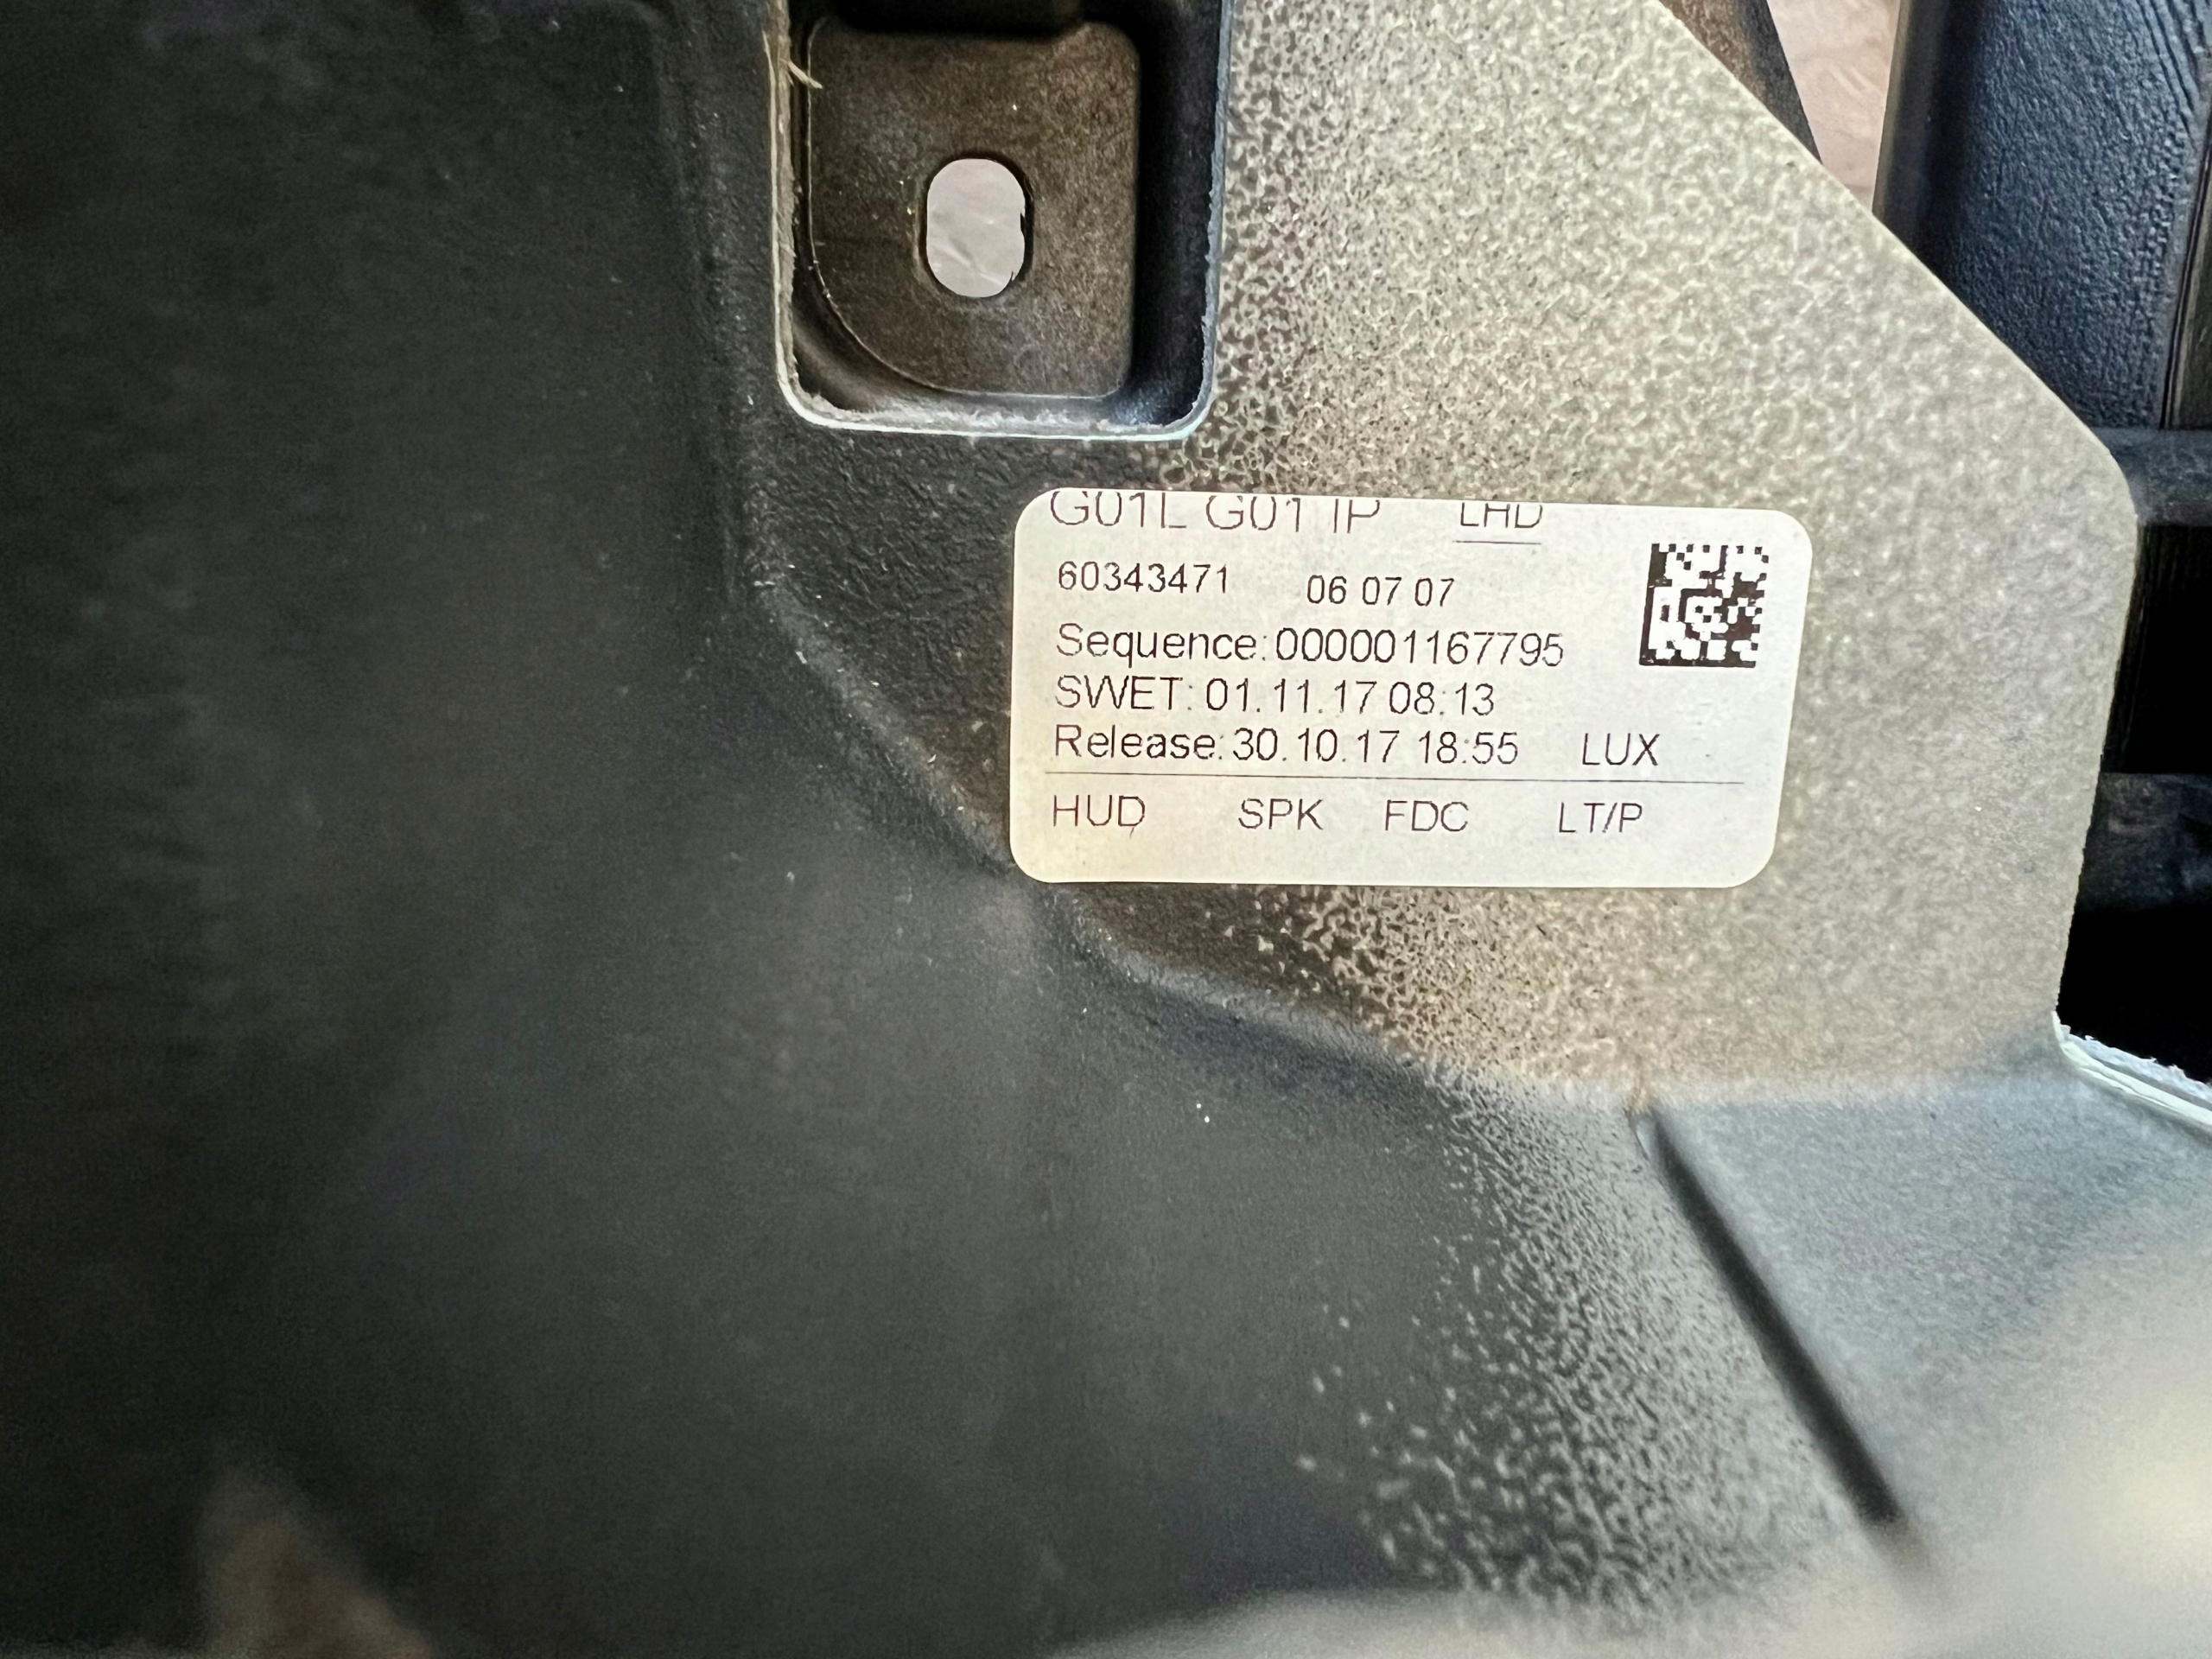 G01L G01 IP LHD
60343471 06 07 07
Sequence:000001167795
SWET: 01.11.17 08:13
Release:30.10.17 18:55 LUX
HUD SPK FDC LT/P